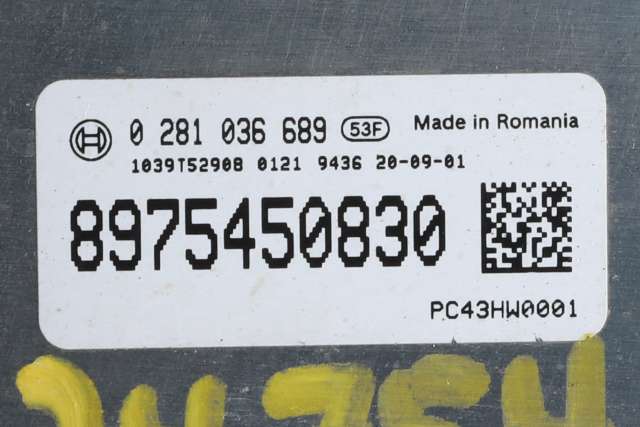 0 281 036 689 53F Made in Romania
1039T52908 0121 9436 20-09-01
8975450830
PC43HW0001